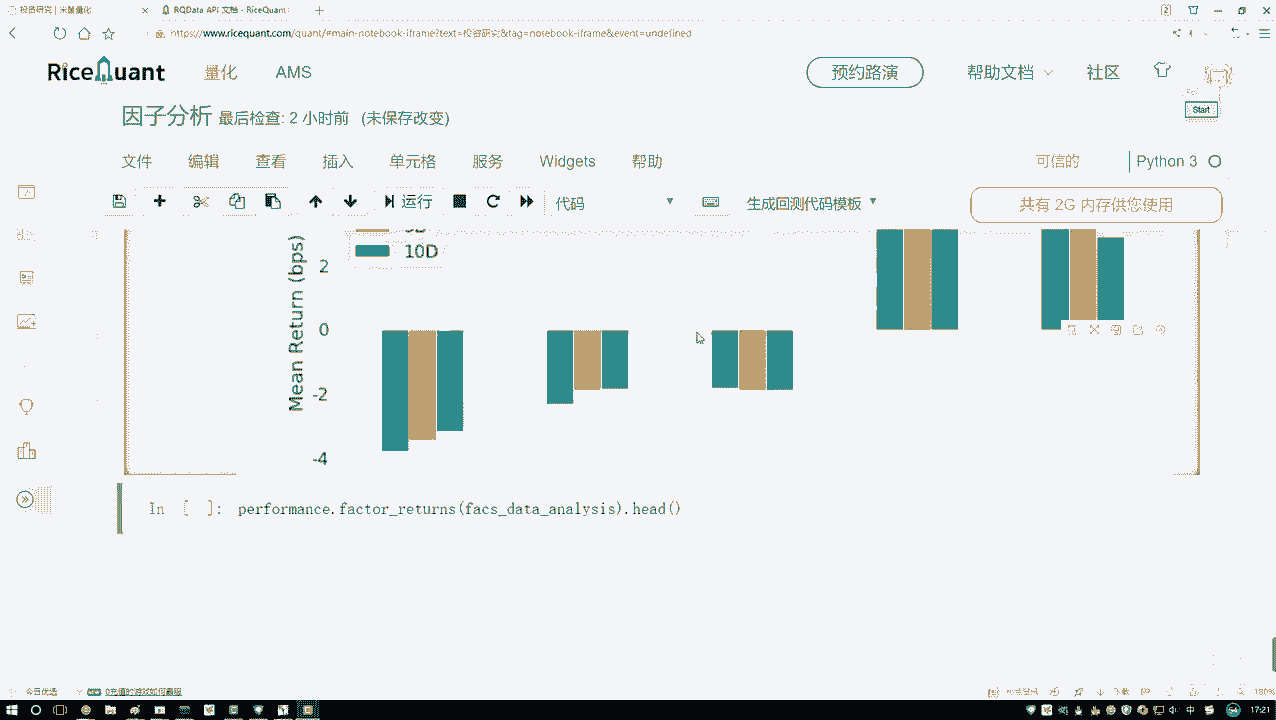 投资研究 | 米筐量化
RQData API 文档 - RiceQuant
https://www.ricequant.com/quant/#main-notebook-iframe?text=投资研究&tag=notebook-iframe&event=undefined
RiceQuant 量化 AMS 预约路演 帮助文档 社区
Start
因子分析 最后检查: 2 小时前 (未保存改变)
文件 编辑 查看 插入 单元格 服务 Widgets 帮助 可信的 Python 3
运行 代码 生成回测代码模板 共有 2G 内存供您使用
10D
Mean Return (bps)
2
0
-2
-4
In [ ]: performance.factor_returns(facs_data_analysis).head()
今日优选
下载 180%
中 17:21